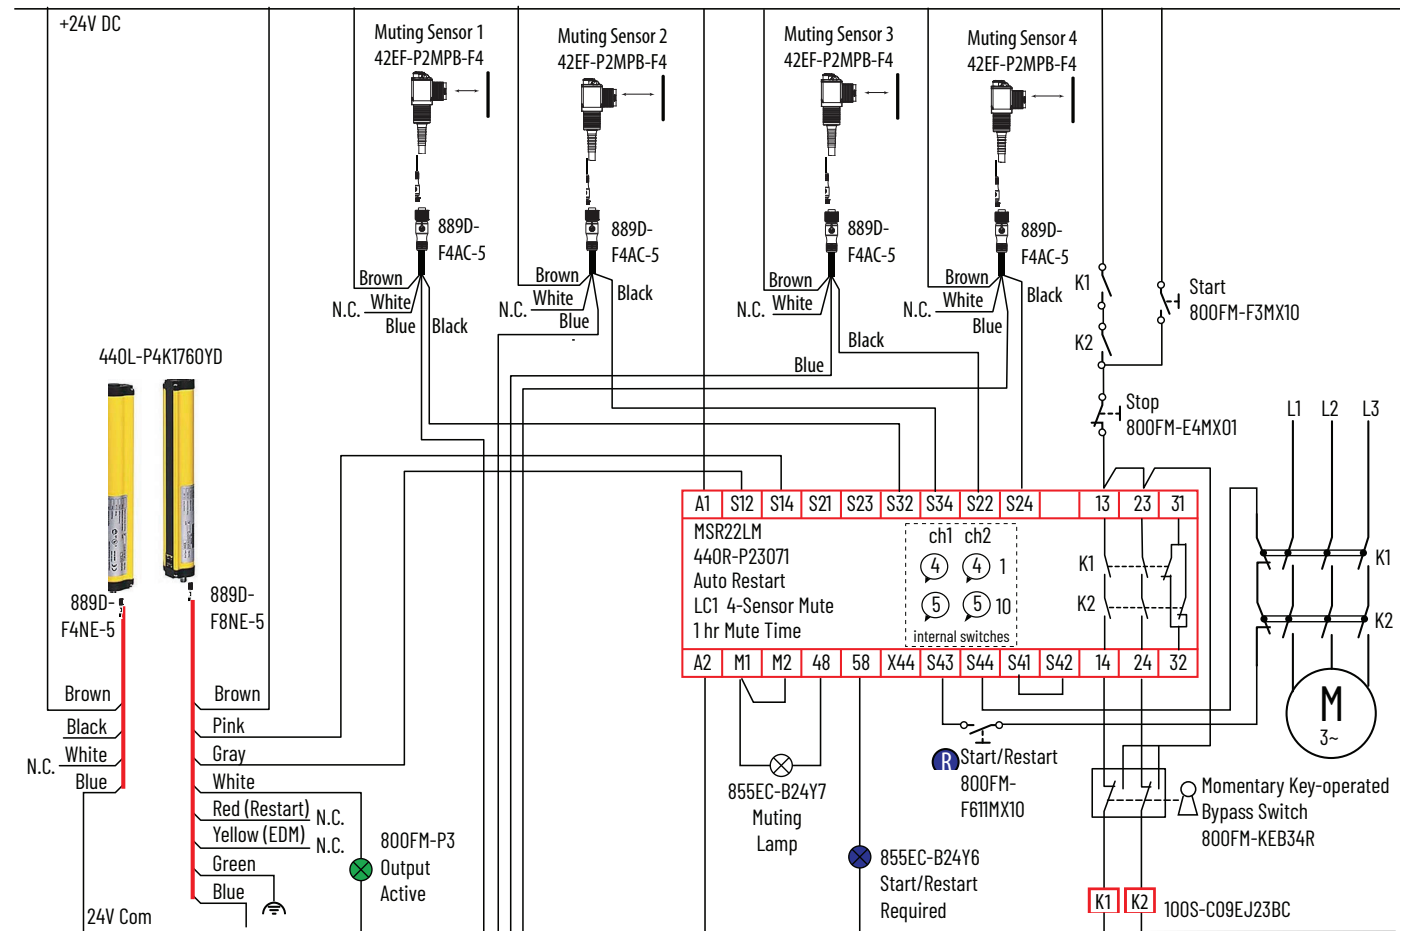 +24V DC
Muting Sensor 1
42EF-P2MPB-F4
Muting Sensor 2
42EF-P2MPB-F4
Muting Sensor 3
42EF-P2MPB-F4
Muting Sensor 4
42EF-P2MPB-F4
889D-
F4AC-5
889D-
F4AC-5
889D-
F4AC-5
889D-
F4AC-5
Brown
White
N.C.
Blue
Black
Brown
White
N.C.
Blue
Black
Brown
White
N.C.
Blue
Black
Brown
White
N.C.
Blue
Black
K1
K2
Start
800FM-F3MX10
Stop
800FM-E4MX01
L1 L2 L3
440L-P4K1760YD
889D-
F4NE-5
889D-
F8NE-5
A1 S12 S14 S21 S23 S32 S34 S22 S24 13 23 31
MSR22LM
440R-P23071
Auto Restart
LC1 4-Sensor Mute
1 hr Mute Time
ch1 ch2
4 4 1
5 5 10
internal switches
K1
K2
A2 M1 M2 48 58 X44 S43 S44 S41 S42 14 24 32
K1
K2
M
3~
Brown
Black
White
N.C.
Blue
Brown
Pink
Gray
White
Red (Restart)
N.C.
Yellow (EDM)
N.C.
Green
Blue
24V Com
800FM-P3
Output
Active
855EC-B24Y7
Muting
Lamp
R
Start/Restart
800FM-
F611MX10
855EC-B24Y6
Start/Restart
Required
Momentary Key-operated
Bypass Switch
800FM-KEB34R
K1 K2
100S-C09EJ23BC